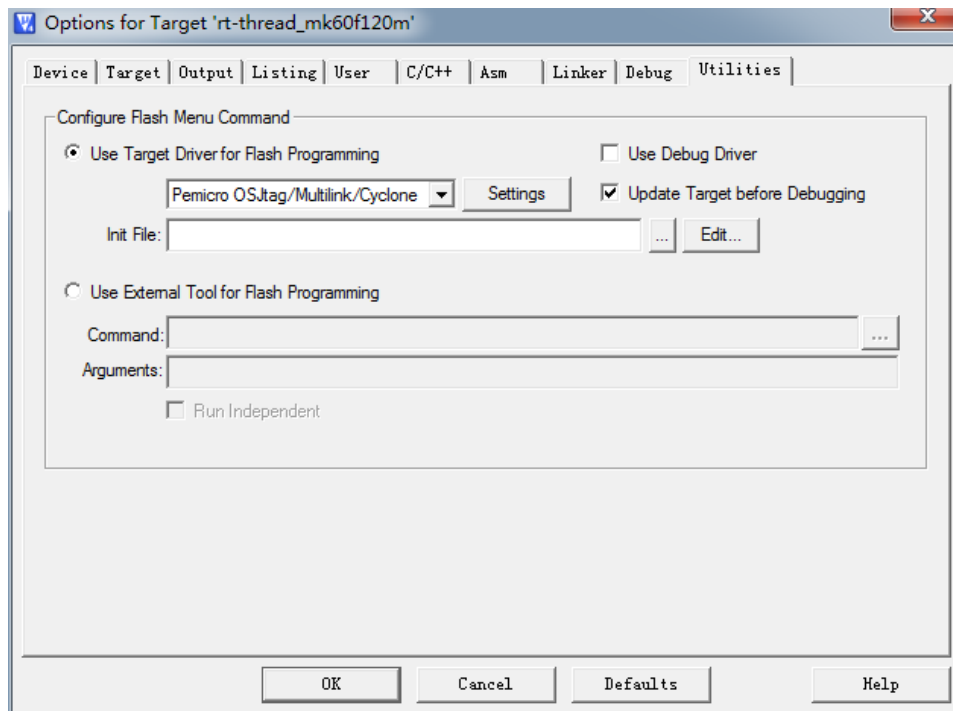 Options for Target 'rt-thread_mk60f120m'
Device Target Output Listing User C/C++ Asm Linker Debug Utilities
Configure Flash Menu Command
Use Target Driver for Flash Programming Use Debug Driver
Pemicro OSJtag/Multilink/Cyclone Settings Update Target before Debugging
Init File: ... Edit...
Use External Tool for Flash Programming
Command: ...
Arguments:
Run Independent
OK Cancel Defaults Help